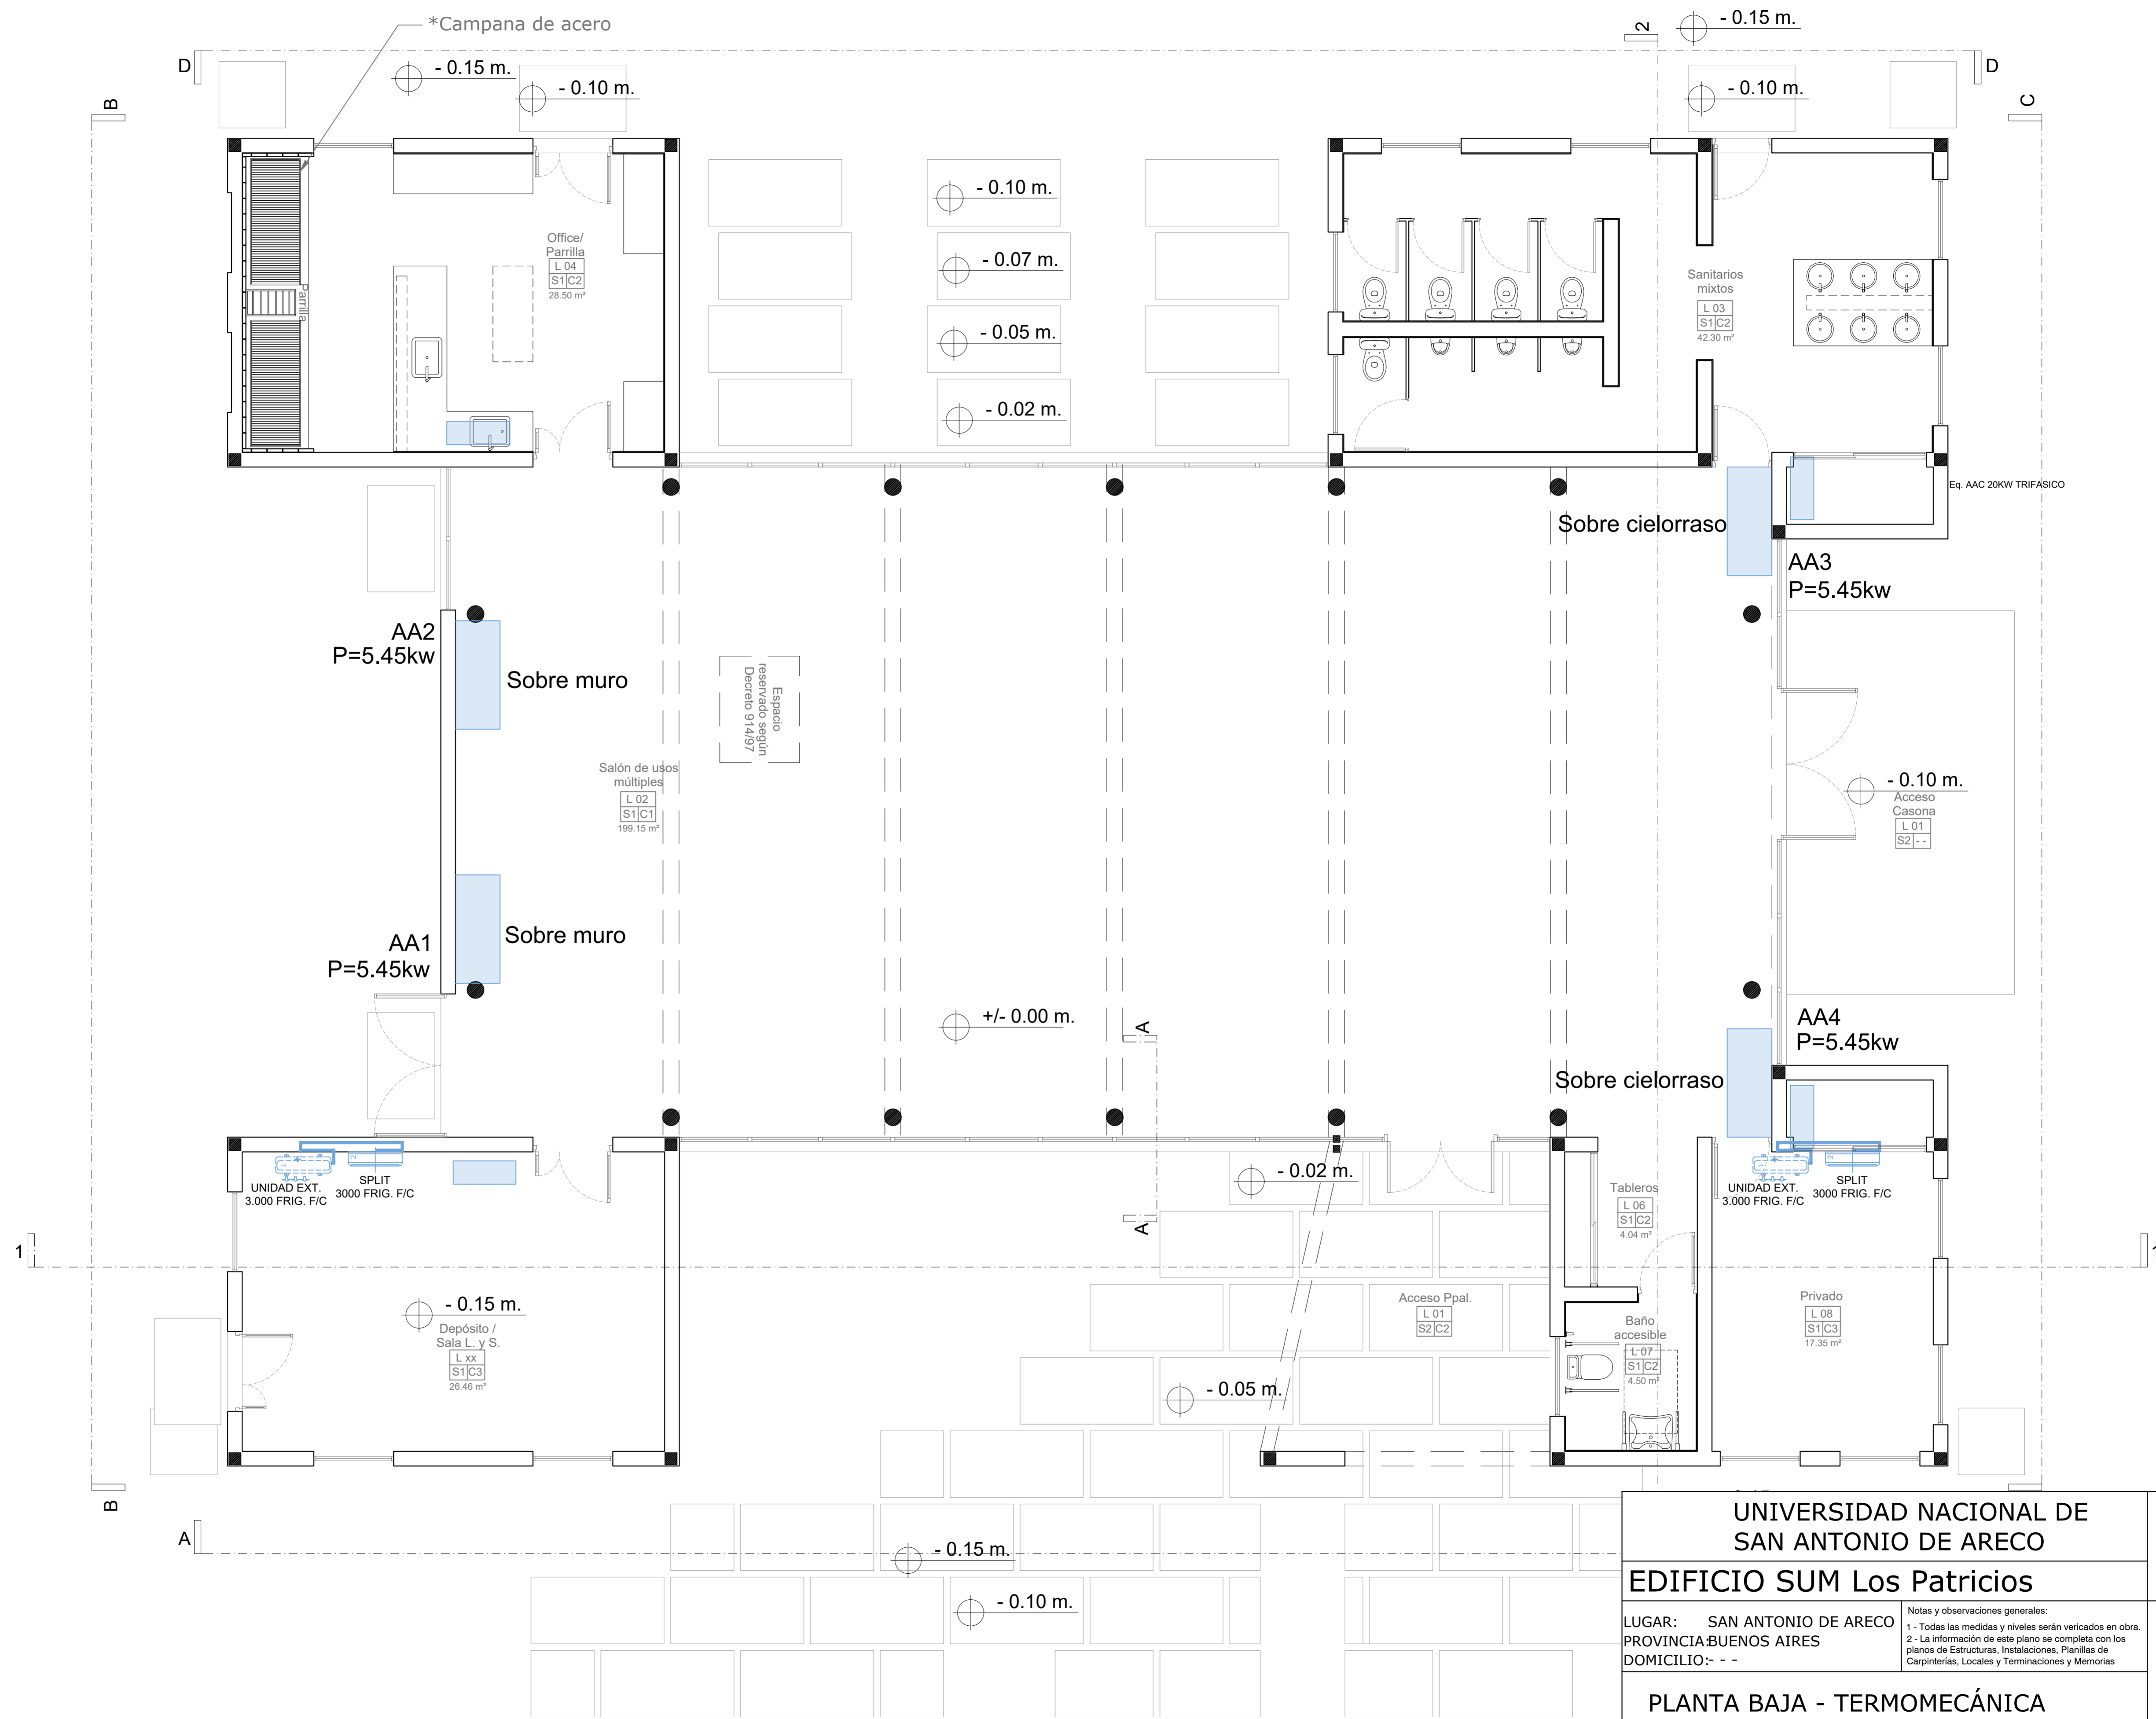 *Campana de acero
2
- 0.15 m.
D
- 0.15 m.
D
- 0.10 m.
- 0.10 m.
B
C
- 0.10 m.
Office/
Parrilla
L 04
S1 C2
28.50 m²
Parrilla
- 0.07 m.
Sanitarios
mixtos
L 03
S1 C2
42.30 m²
- 0.05 m.
- 0.02 m.
Eq. AAC 20KW TRIFASICO
Sobre cielorraso
AA3
P=5.45kw
AA2
P=5.45kw
Sobre muro
Espacio
reservado según
Decreto 914/97
Salón de usos
múltiples
L 02
S1 C1
199.15 m²
- 0.10 m.
Acceso
Casona
L 01
S2 - -
AA1
P=5.45kw
Sobre muro
+/- 0.00 m.
A
AA4
P=5.45kw
Sobre cielorraso
UNIDAD EXT.
3.000 FRIG. F/C
SPLIT
3000 FRIG. F/C
- 0.02 m.
Tableros
L 06
S1 C2
4.04 m²
UNIDAD EXT.
3.000 FRIG. F/C
SPLIT
3000 FRIG. F/C
A
1
1
- 0.15 m.
Depósito /
Sala L. y S.
L xx
S1 C3
26.46 m²
Acceso Ppal.
L 01
S2 C2
Baño
accesible
L 07
S1 C2
4.50 m²
Privado
L 08
S1 C3
17.35 m²
- 0.05 m.
B
A
- 0.15 m.
- 0.10 m.
UNIVERSIDAD NACIONAL DE
SAN ANTONIO DE ARECO
EDIFICIO SUM Los Patricios
LUGAR: SAN ANTONIO DE ARECO
PROVINCIA: BUENOS AIRES
DOMICILIO: - - -
Notas y observaciones generales:
1 - Todas las medidas y niveles serán vericados en obra.
2 - La información de este plano se completa con los
planos de Estructuras, Instalaciones, Planillas de
Carpinterías, Locales y Terminaciones y Memorias
PLANTA BAJA - TERMOMECÁNICA